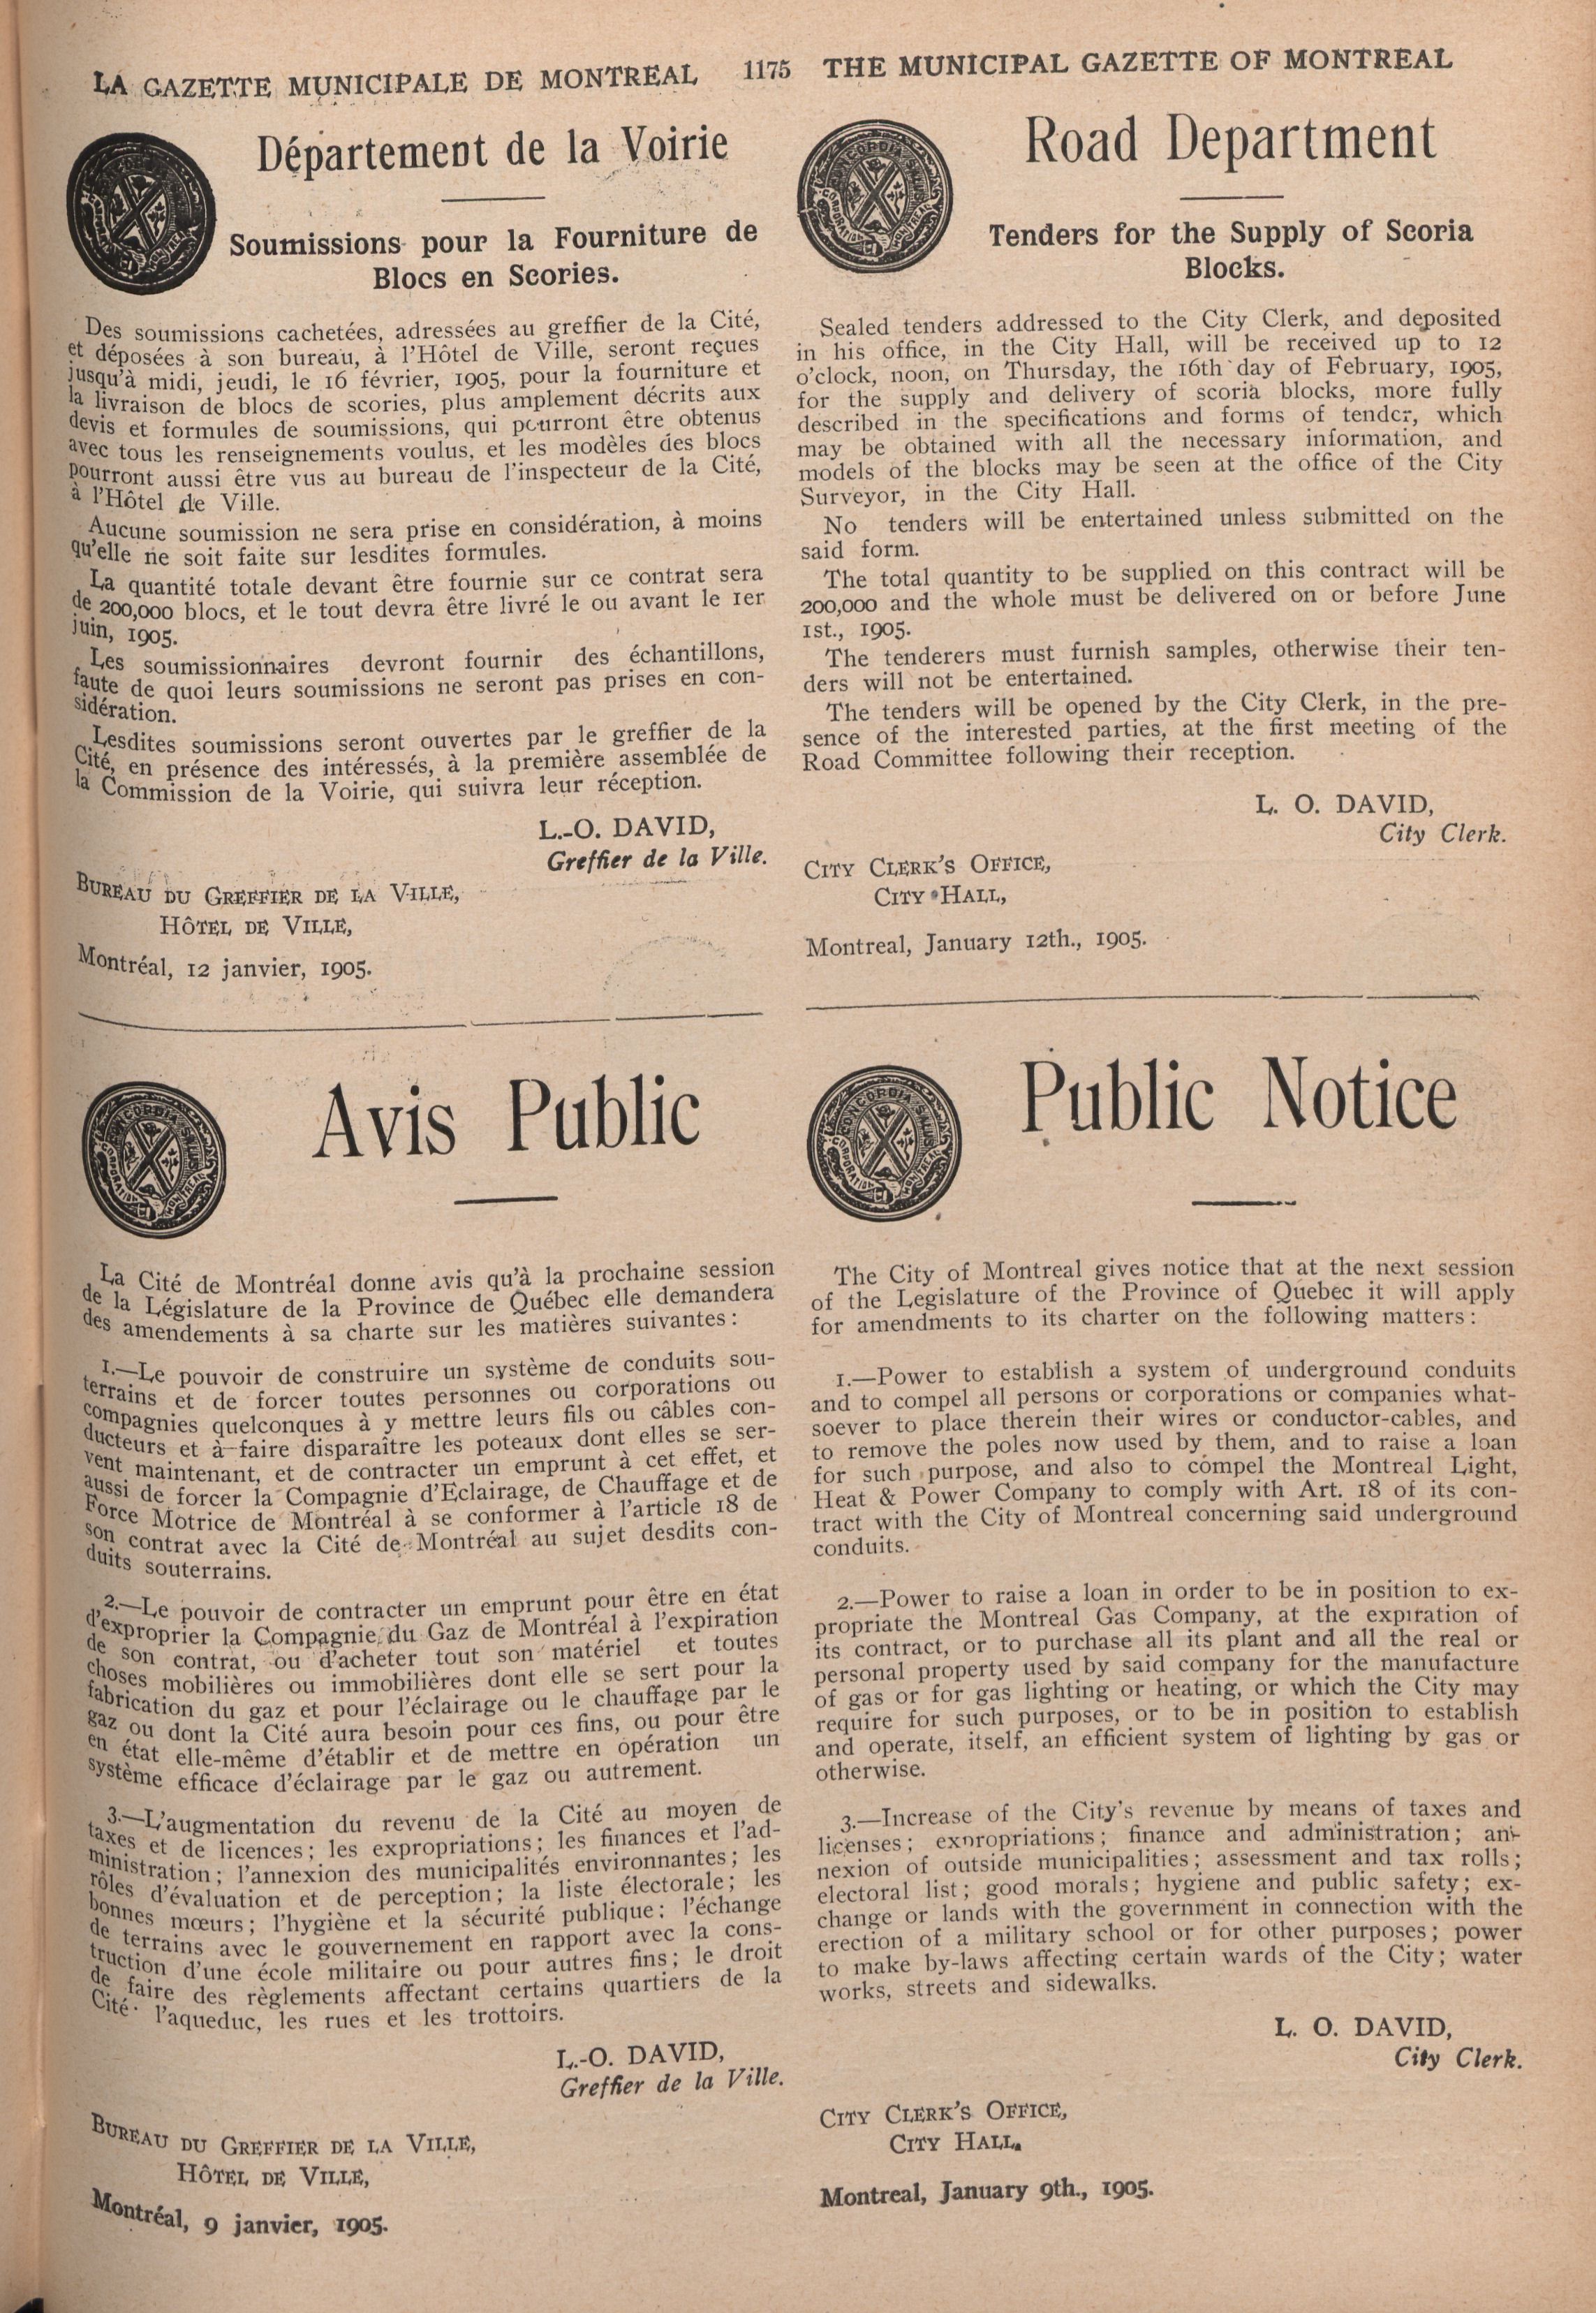 LA GAZETTE MUNICIPALE DE MONTREAL 1175 THE MUNICIPAL GAZETTE OF MONTREAL
Département de la Voirie
Soumissions pour la Fourniture de
Blocs en Scories.
Des soumissions cachetées, adressées au greffier de la Cité,
et déposées à son bureau, à l'Hôtel de Ville, seront reçues
jusqu'à midi, jeudi, le 16 février, 1905, pour la fourniture et
la livraison de blocs de scories, plus amplement décrits aux
devis et formules de soumissions, qui pourront être obtenus
avec tous les renseignements voulus, et les modèles des blocs
pourront aussi être vus au bureau de l'inspecteur de la Cité,
à l'Hôtel de Ville.
Aucune soumission ne sera prise en considération, à moins
qu'elle ne soit faite sur lesdites formules.
La quantité totale devant être fournie sur ce contrat sera
de 200,000 blocs, et le tout devra être livré le ou avant le 1er
juin, 1905.
Les soumissionnaires devront fournir des échantillons,
faute de quoi leurs soumissions ne seront pas prises en con-
sidération.
Lesdites soumissions seront ouvertes par le greffier de la
Cité, en présence des intéressés, à la première assemblée de
la Commission de la Voirie, qui suivra leur réception.
L.-O. DAVID,
Greffier de la Ville.
BUREAU DU GREFFIER DE LA VILLE,
HÔTEL DE VILLE,
Montréal, 12 janvier, 1905.
Road Department
Tenders for the Supply of Scoria
Blocks.
Sealed tenders addressed to the City Clerk, and deposited
in his office, in the City Hall, will be received up to 12
o'clock, noon, on Thursday, the 16th day of February, 1905,
for the supply and delivery of scoria blocks, more fully
described in the specifications and forms of tender, which
may be obtained with all the necessary information, and
models of the blocks may be seen at the office of the City
Surveyor, in the City Hall.
No tenders will be entertained unless submitted on the
said form.
The total quantity to be supplied on this contract will be
200,000 and the whole must be delivered on or before June
1st., 1905.
The tenderers must furnish samples, otherwise their ten-
ders will not be entertained.
The tenders will be opened by the City Clerk, in the pre-
sence of the interested parties, at the first meeting of the
Road Committee following their reception.
L. O. DAVID,
City Clerk.
CITY CLERK'S OFFICE,
CITY HALL,
Montreal, January 12th., 1905.
Avis Public
La Cité de Montréal donne avis qu'à la prochaine session
de la Législature de la Province de Québec elle demandera
des amendements à sa charte sur les matières suivantes:
1.—Le pouvoir de construire un système de conduits sou-
terrains et de forcer toutes personnes ou corporations ou
compagnies quelconques à y mettre leurs fils ou câbles con-
ducteurs et à faire disparaître les poteaux dont elles se ser-
vent maintenant, et de contracter un emprunt à cet effet, et
aussi de forcer la Compagnie d'Eclairage, de Chauffage et de
Force Motrice de Montréal à se conformer à l'article 18 de
son contrat avec la Cité de Montréal au sujet desdits con-
duits souterrains.
2.—Le pouvoir de contracter un emprunt pour être en état
d'exproprier la Compagnie du Gaz de Montréal à l'expiration
de son contrat, ou d'acheter tout son matériel et toutes
choses mobilières ou immobilières dont elle se sert pour la
fabrication du gaz et pour l'éclairage ou le chauffage par le
gaz ou dont la Cité aura besoin pour ces fins, ou pour être
en état elle-même d'établir et de mettre en opération un
système efficace d'éclairage par le gaz ou autrement.
3.—L'augmentation du revenu de la Cité au moyen de
taxes et de licences; les expropriations; les finances et l'ad-
ministration; l'annexion des municipalités environnantes; les
rôles d'évaluation et de perception; la liste électorale; les
bonnes mœurs; l'hygiène et la sécurité publique; l'échange
de terrains avec le gouvernement en rapport avec la cons-
truction d'une école militaire ou pour autres fins; le droit
de faire des règlements affectant certains quartiers de la
Cité· l'aqueduc, les rues et les trottoirs.
L.-O. DAVID,
Greffier de la Ville.
BUREAU DU GREFFIER DE LA VILLE,
HÔTEL DE VILLE,
Montréal, 9 janvier, 1905.
Public Notice
The City of Montreal gives notice that at the next session
of the Legislature of the Province of Quebec it will apply
for amendments to its charter on the following matters:
1.—Power to establish a system of underground conduits
and to compel all persons or corporations or companies what-
soever to place therein their wires or conductor-cables, and
to remove the poles now used by them, and to raise a loan
for such purpose, and also to compel the Montreal Light,
Heat & Power Company to comply with Art. 18 of its con-
tract with the City of Montreal concerning said underground
conduits.
2.—Power to raise a loan in order to be in position to ex-
propriate the Montreal Gas Company, at the expiration of
its contract, or to purchase all its plant and all the real or
personal property used by said company for the manufacture
of gas or for gas lighting or heating, or which the City may
require for such purposes, or to be in position to establish
and operate, itself, an efficient system of lighting by gas or
otherwise.
3.—Increase of the City's revenue by means of taxes and
licenses; expropriations; finance and administration; an-
nexion of outside municipalities; assessment and tax rolls;
electoral list; good morals; hygiene and public safety; ex-
change or lands with the government in connection with the
erection of a military school or for other purposes; power
to make by-laws affecting certain wards of the City; water
works, streets and sidewalks.
L. O. DAVID,
City Clerk.
CITY CLERK'S OFFICE,
CITY HALL.
Montreal, January 9th., 1905.